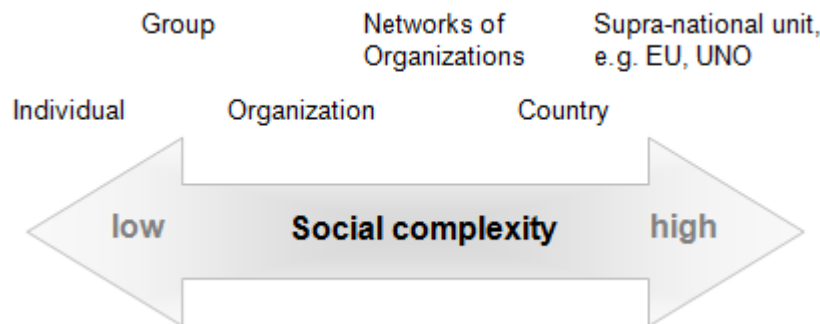 Group
Networks of
Organizations
Supra-national unit,
e.g. EU, UNO
Individual
Organization
Country
low
Social complexity
high